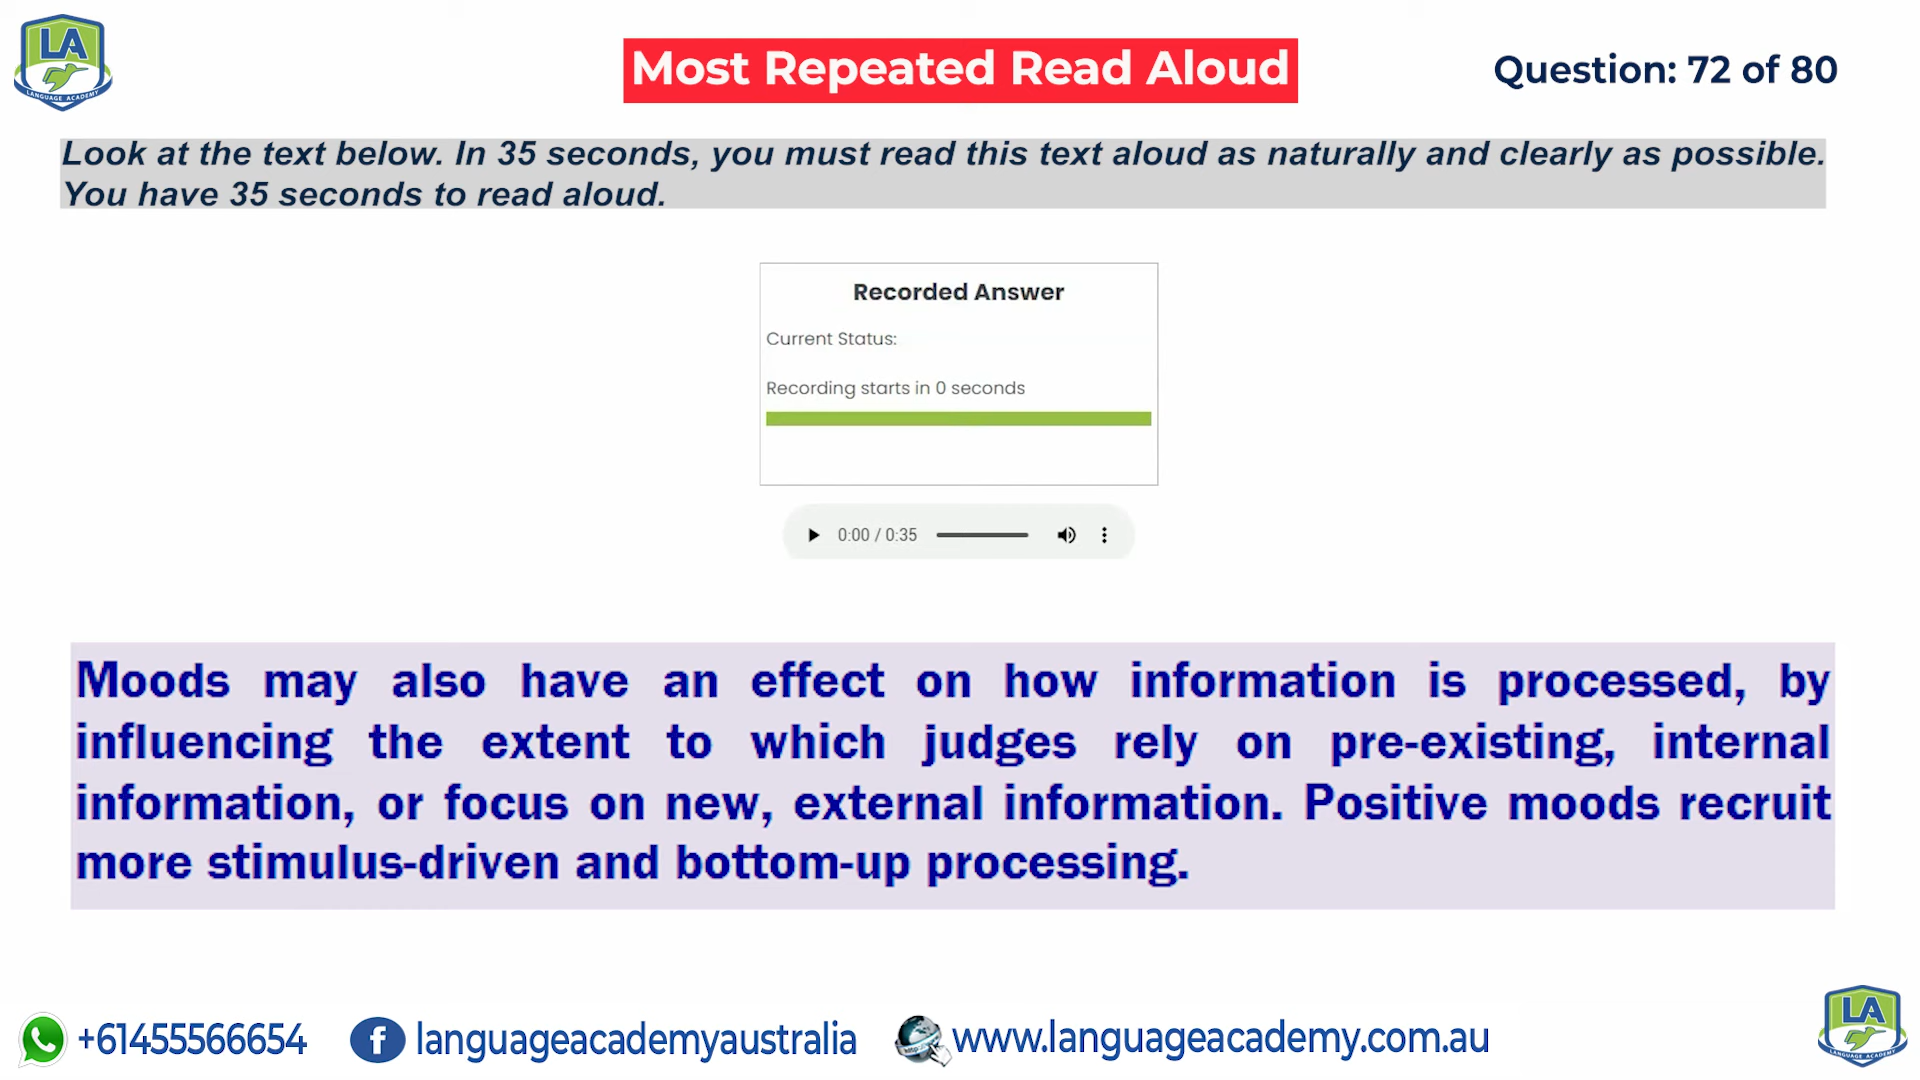 LA
LANGUAGE ACADEMY
Most Repeated Read Aloud
Question: 72 of 80
Look at the text below. In 35 seconds, you must read this text aloud as naturally and clearly as possible.
You have 35 seconds to read aloud.
Recorded Answer
Current Status:
Recording starts in 0 seconds
0:00 / 0:35
Moods may also have an effect on how information is processed, by
influencing the extent to which judges rely on pre-existing, internal
information, or focus on new, external information. Positive moods recruit
more stimulus-driven and bottom-up processing.
+61455566654
f
languageacademyaustralia
http
www.languageacademy.com.au
LA
LANGUAGE ACADEMY